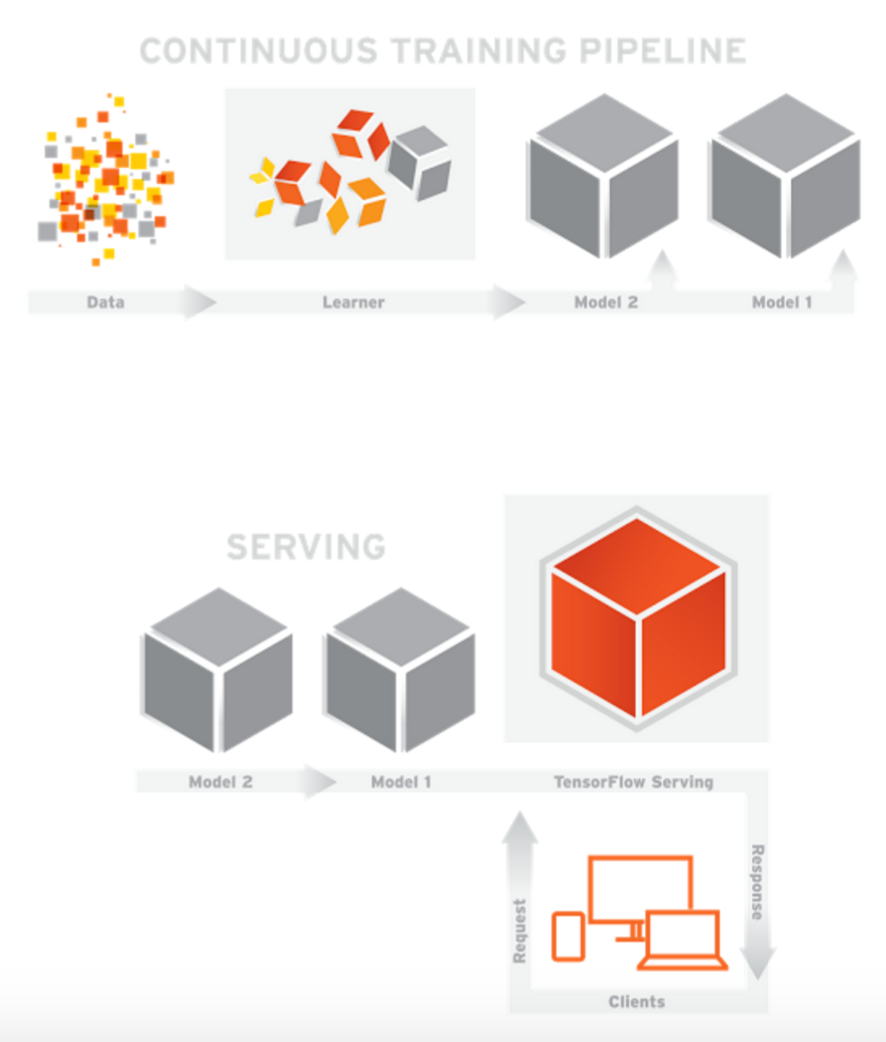 CONTINUOUS TRAINING PIPELINE
Data
Learner
Model 2
Model 1
SERVING
Model 2
Model 1
TensorFlow Serving
Request
Response
Clients